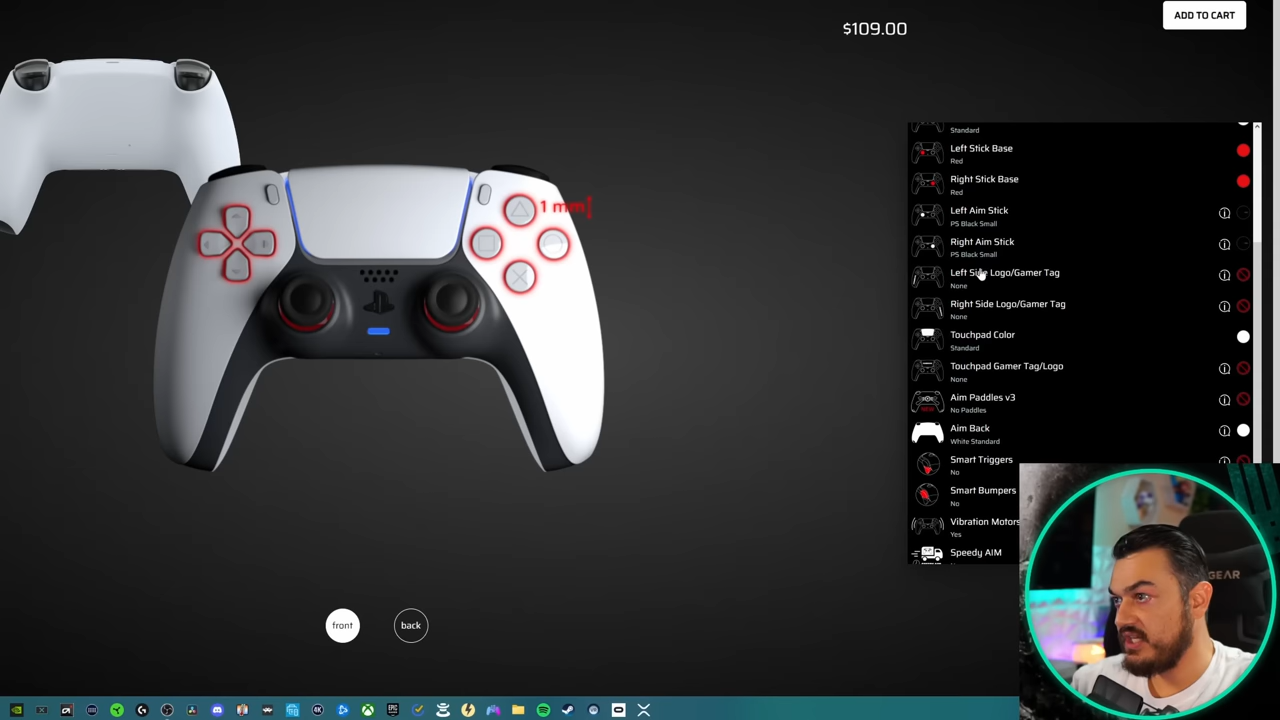 $109.00
ADD TO CART
Standard
Left Stick Base
Red
Right Stick Base
Red
Left Aim Stick
PS Black Small
Right Aim Stick
PS Black Small
Left Side Logo/Gamer Tag
None
Right Side Logo/Gamer Tag
None
Touchpad Color
Standard
Touchpad Gamer Tag/Logo
None
Aim Paddles v3
No Paddles
Aim Back
White Standard
Smart Triggers
No
Smart Bumpers
No
Vibration Motors
Yes
Speedy AIM
1 mm
front
back
GEAR